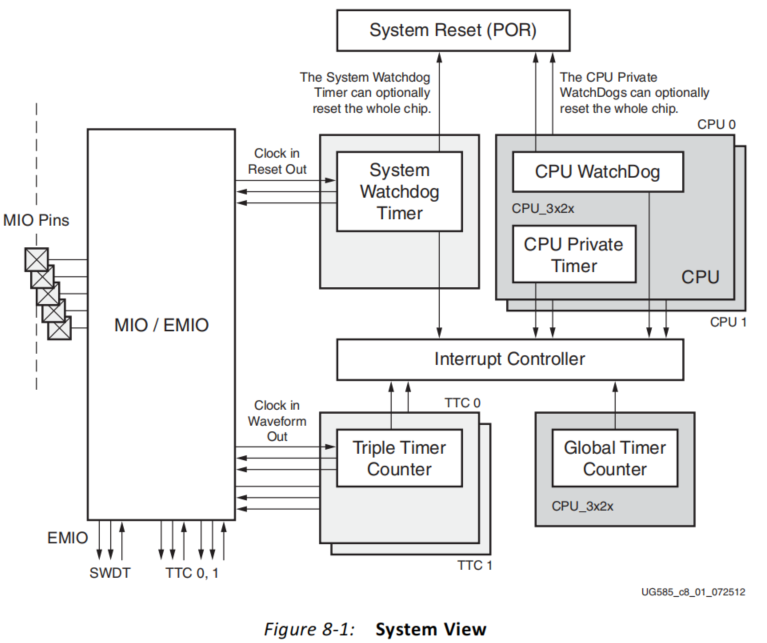 System Reset (POR)
The System Watchdog
Timer can optionally
reset the whole chip.
The CPU Private
WatchDogs can optionally
reset the whole chip.
CPU 0
Clock in
Reset Out
System
Watchdog
Timer
CPU WatchDog
CPU_3x2x
CPU Private
Timer
CPU
CPU 1
MIO Pins
MIO / EMIO
Interrupt Controller
Clock in
Waveform
Out
TTC 0
Triple Timer
Counter
TTC 1
Global Timer
Counter
CPU_3x2x
EMIO
SWDT
TTC 0, 1
UG585_c8_01_072512
Figure 8-1: System View